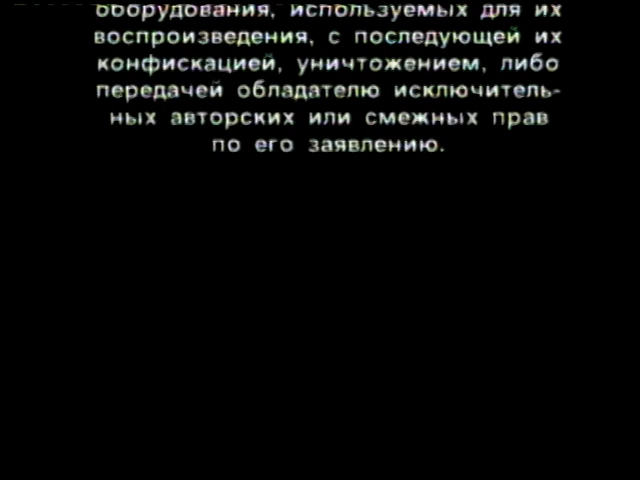 оборудования, используемых для их
воспроизведения, с последующей их
конфискацией, уничтожением, либо
передачей обладателю исключитель-
ных авторских или смежных прав
по его заявлению.